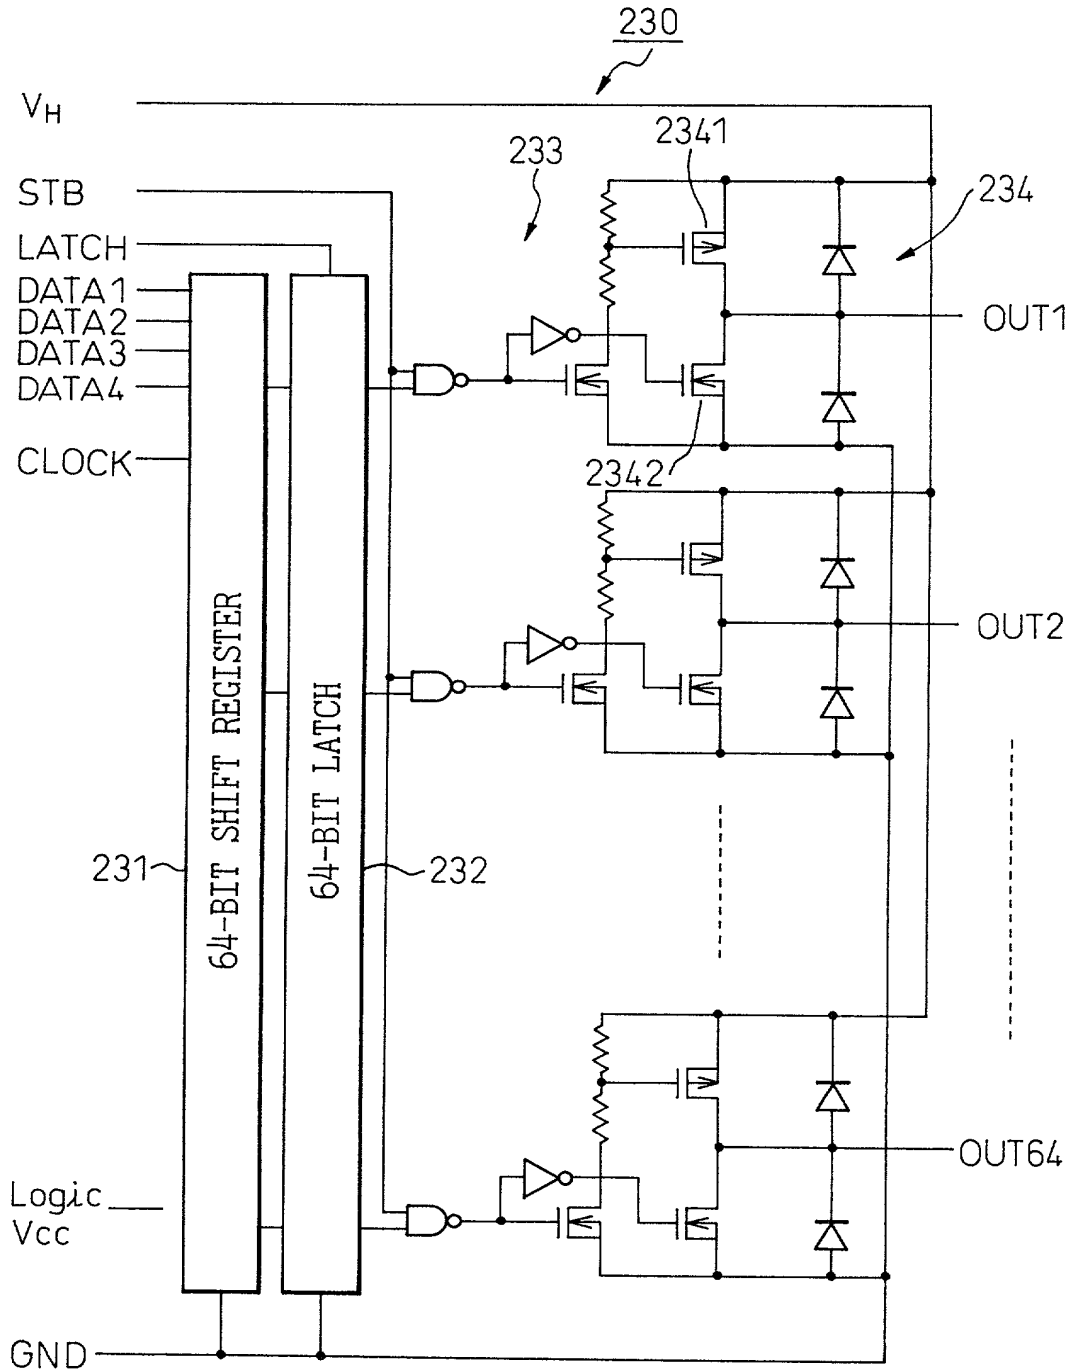 230
VH
2341
233
STB
234
LATCH
DATA1
OUT1
DATA2
DATA3
DATA4
CLOCK
2342
OUT2
64-BIT SHIFT REGISTER
64-BIT LATCH
231
232
OUT64
Logic
Vcc
GND